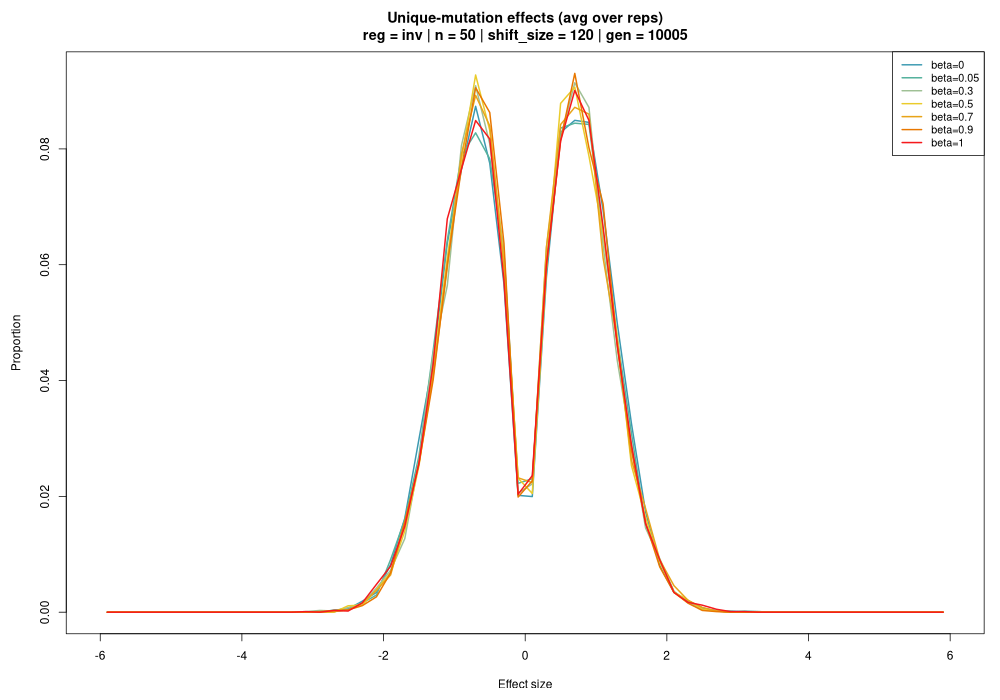 Unique-mutation effects (avg over reps)
reg = inv | n = 50 | shift_size = 120 | gen = 10005
beta=0
beta=0.05
beta=0.3
beta=0.5
beta=0.7
beta=0.9
beta=1
Proportion
0.08
0.06
0.04
0.02
0.00
-6 -4 -2 0 2 4 6
Effect size